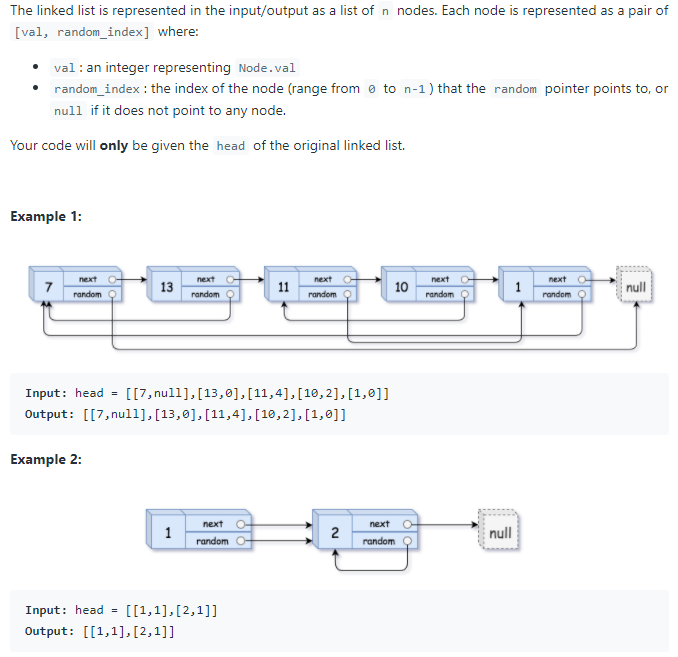 The linked list is represented in the input/output as a list of n nodes. Each node is represented as a pair of
[val, random_index] where:
• val : an integer representing Node.val
• random_index : the index of the node (range from 0 to n-1 ) that the random pointer points to, or
null if it does not point to any node.
Your code will only be given the head of the original linked list.
Example 1:
7 next random 13 next random 11 next random 10 next random 1 next random null
Input: head = [[7,null],[13,0],[11,4],[10,2],[1,0]]
Output: [[7,null],[13,0],[11,4],[10,2],[1,0]]
Example 2:
1 next random 2 next random null
Input: head = [[1,1],[2,1]]
Output: [[1,1],[2,1]]